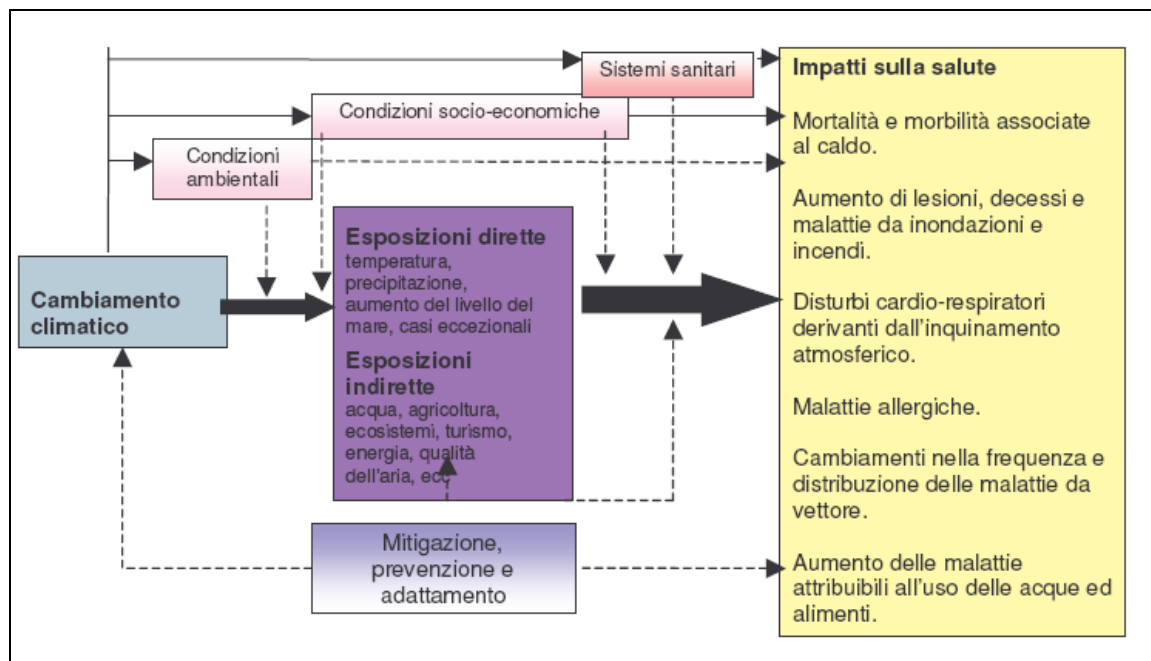 Sistemi sanitari
Condizioni socio-economiche
Condizioni
ambientali
Cambiamento
climatico
Esposizioni dirette
temperatura,
precipitazione,
aumento del livello del
mare, casi eccezionali
Esposizioni
indirette
acqua, agricoltura,
ecosistemi, turismo,
energia, qualità
dell'aria, ecc
Mitigazione,
prevenzione e
adattamento
Impatti sulla salute
Mortalità e morbilità associate
al caldo.
Aumento di lesioni, decessi e
malattie da inondazioni e
incendi.
Disturbi cardio-respiratori
derivanti dall'inquinamento
atmosferico.
Malattie allergiche.
Cambiamenti nella frequenza e
distribuzione delle malattie da
vettore.
Aumento delle malattie
attribuibili all'uso delle acque ed
alimenti.